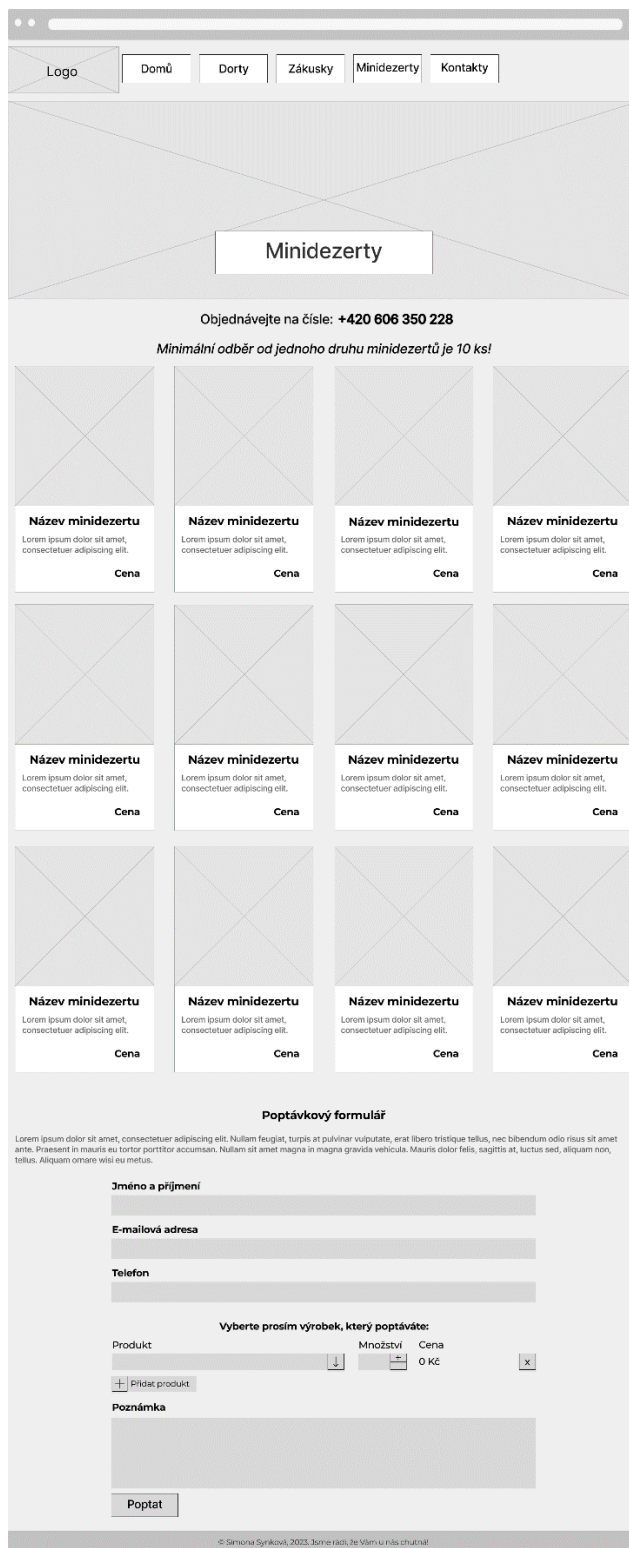 Logo
Domů
Dorty
Zákusky
Minidezerty
Kontakty
Minidezerty
Objednávejte na čísle: +420 606 350 228
Minimální odběr od jednoho druhu minidezertů je 10 ks!
Název minidezertu
Lorem ipsum dolor sit amet,
consectetuer adipiscing elit.
Cena
Název minidezertu
Lorem ipsum dolor sit amet,
consectetuer adipiscing elit.
Cena
Název minidezertu
Lorem ipsum dolor sit amet,
consectetuer adipiscing elit.
Cena
Název minidezertu
Lorem ipsum dolor sit amet,
consectetuer adipiscing elit.
Cena
Název minidezertu
Lorem ipsum dolor sit amet,
consectetuer adipiscing elit.
Cena
Název minidezertu
Lorem ipsum dolor sit amet,
consectetuer adipiscing elit.
Cena
Název minidezertu
Lorem ipsum dolor sit amet,
consectetuer adipiscing elit.
Cena
Název minidezertu
Lorem ipsum dolor sit amet,
consectetuer adipiscing elit.
Cena
Název minidezertu
Lorem ipsum dolor sit amet,
consectetuer adipiscing elit.
Cena
Název minidezertu
Lorem ipsum dolor sit amet,
consectetuer adipiscing elit.
Cena
Název minidezertu
Lorem ipsum dolor sit amet,
consectetuer adipiscing elit.
Cena
Název minidezertu
Lorem ipsum dolor sit amet,
consectetuer adipiscing elit.
Cena
Poptávkový formulář
Lorem ipsum dolor sit amet, consectetuer adipiscing elit. Nullam feugiat, turpis at pulvinar vulputate, erat libero tristique tellus, nec bibendum odio risus sit amet
ante. Praesent in mauris eu tortor porttitor accumsan. Nullam sit amet magna in magna gravida vehicula. Mauris dolor felis, sagittis at, luctus sed, aliquam non,
tellus. Aliquam ornare wisi eu metus.
Jméno a příjmení
E-mailová adresa
Telefon
Vyberte prosím výrobek, který poptáváte:
Produkt Množství Cena
↓ + − 0 Kč x
+ Přidat produkt
Poznámka
Poptat
© Simona Synková, 2023. Jsme rádi, že Vám u nás chutná!